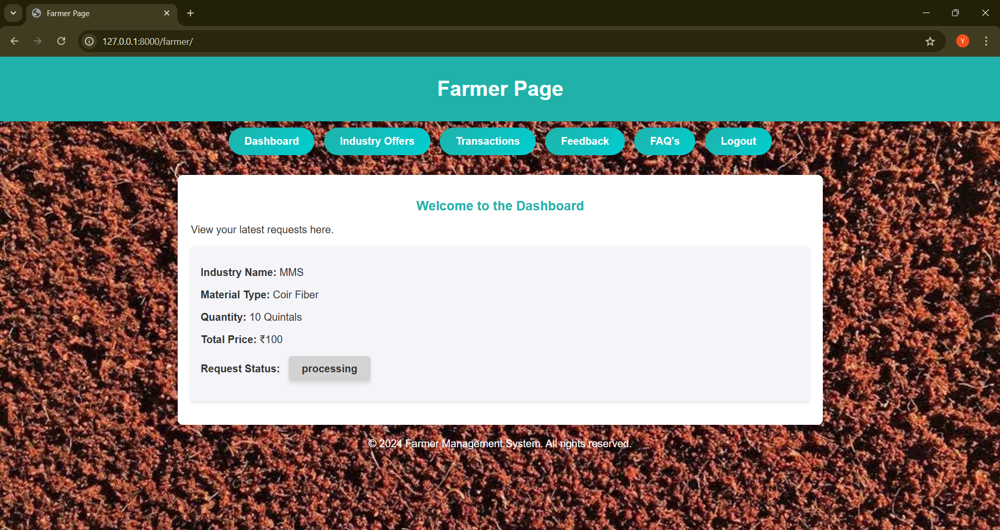 Farmer Page
127.0.0.1:8000/farmer/
Y
Farmer Page
Dashboard
Industry Offers
Transactions
Feedback
FAQ's
Logout
Welcome to the Dashboard
View your latest requests here.
Industry Name: MMS
Material Type: Coir Fiber
Quantity: 10 Quintals
Total Price: ₹100
Request Status: processing
© 2024 Farmer Management System. All rights reserved.